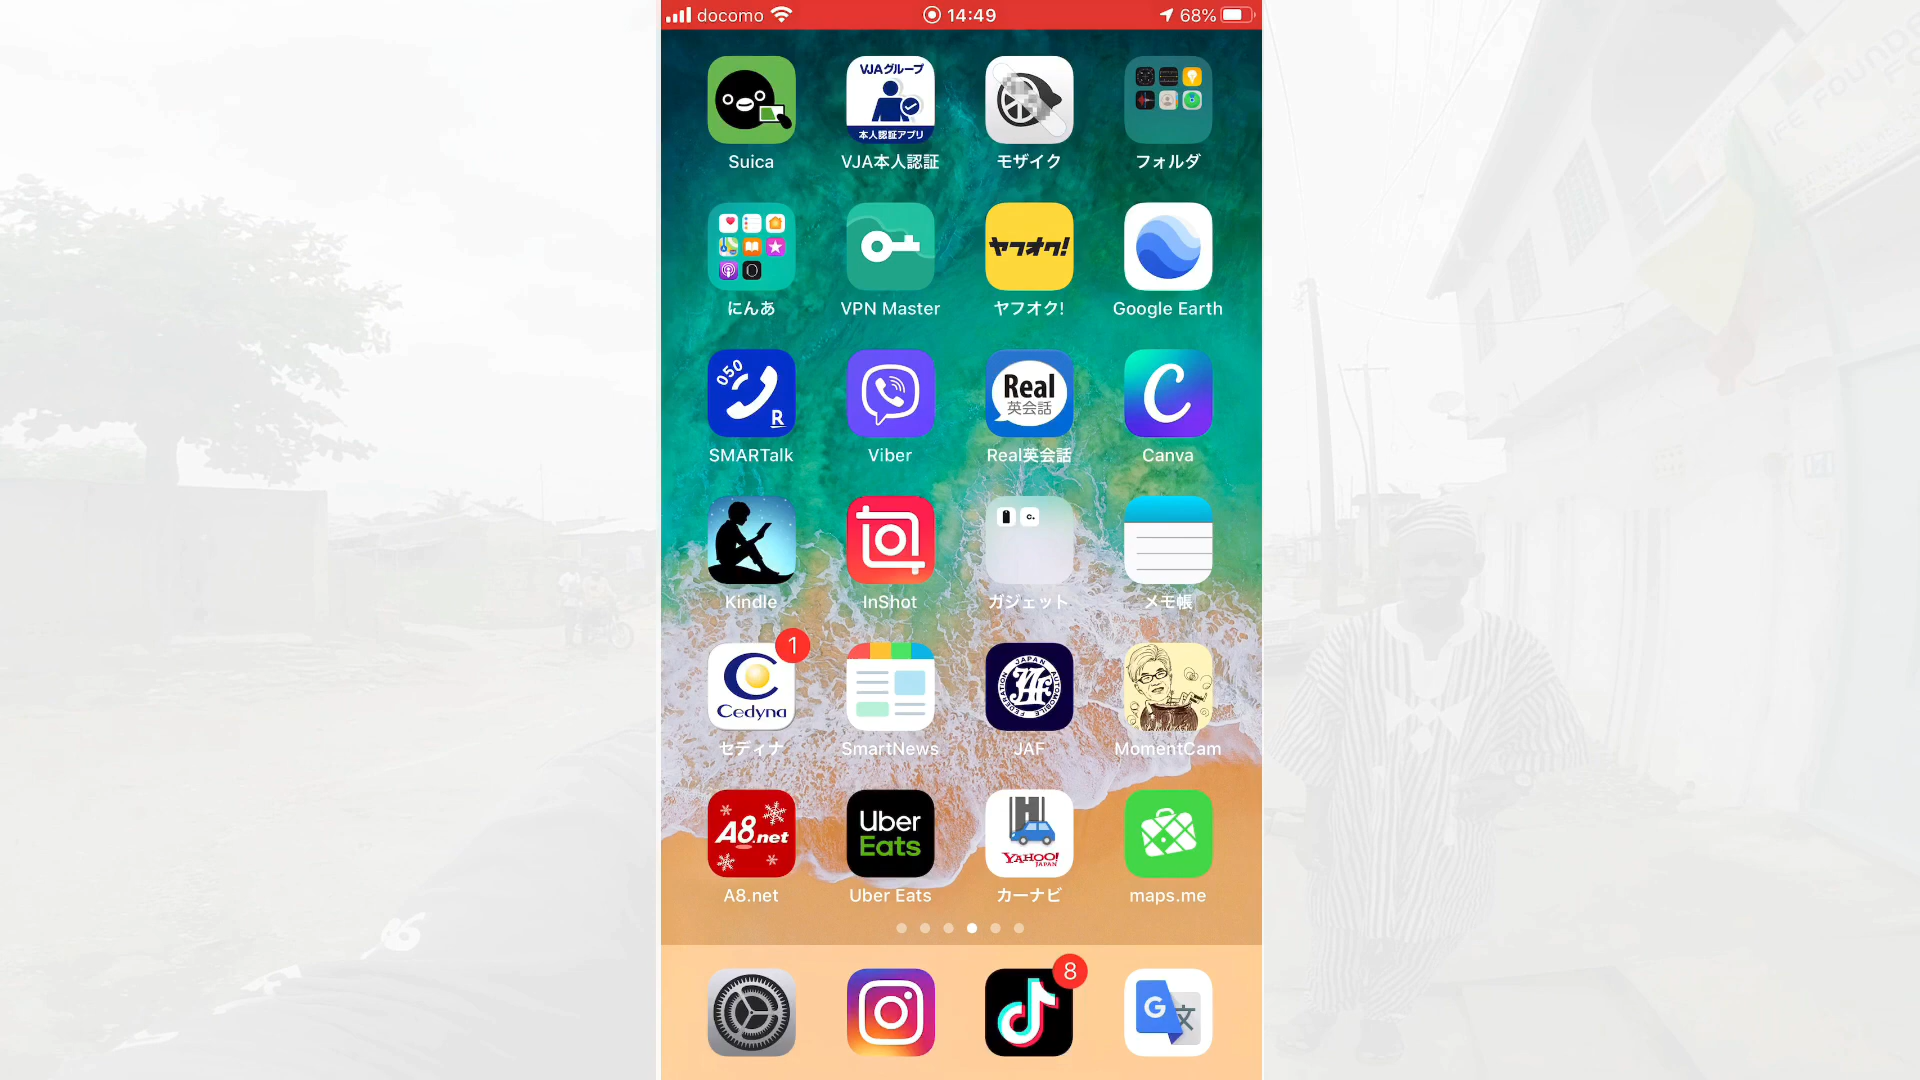 docomo 14:49 68%
VJAグループ
本人認証アプリ
Suica VJA本人認証 モザイク フォルダ
ヤフオク!
にんあ VPN Master ヤフオク! Google Earth
050 R
Real
英会話
C
SMARTalk Viber Real英会話 Canva
Kindle InShot ガジェット メモ帳
1
Cedyna
JAPAN AUTOMOBILE FEDERATION
JAF
セディナ SmartNews JAF MomentCam
A8.net
Uber
Eats
YAHOO!
JAPAN
A8.net Uber Eats カーナビ maps.me
8
G 文
IFE FOUNDA